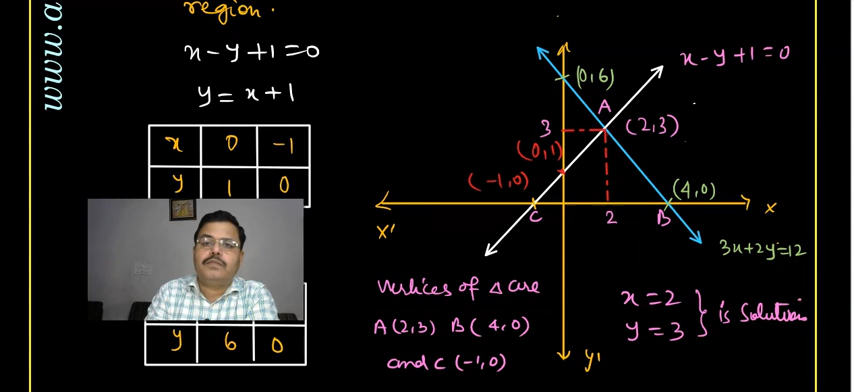 www.a
region.
x - y + 1 = 0
y = x + 1
x 0 -1
y 1 0
y 6 0
x - y + 1 = 0
(0,6)
A
3
(2,3)
(0,1)
(-1,0)
(4,0)
C
2
B
X
X'
3x+2y=12
y'
Vertices of Δ are
A (2,3) B (4,0)
and C (-1,0)
x = 2
y = 3
} is Solution